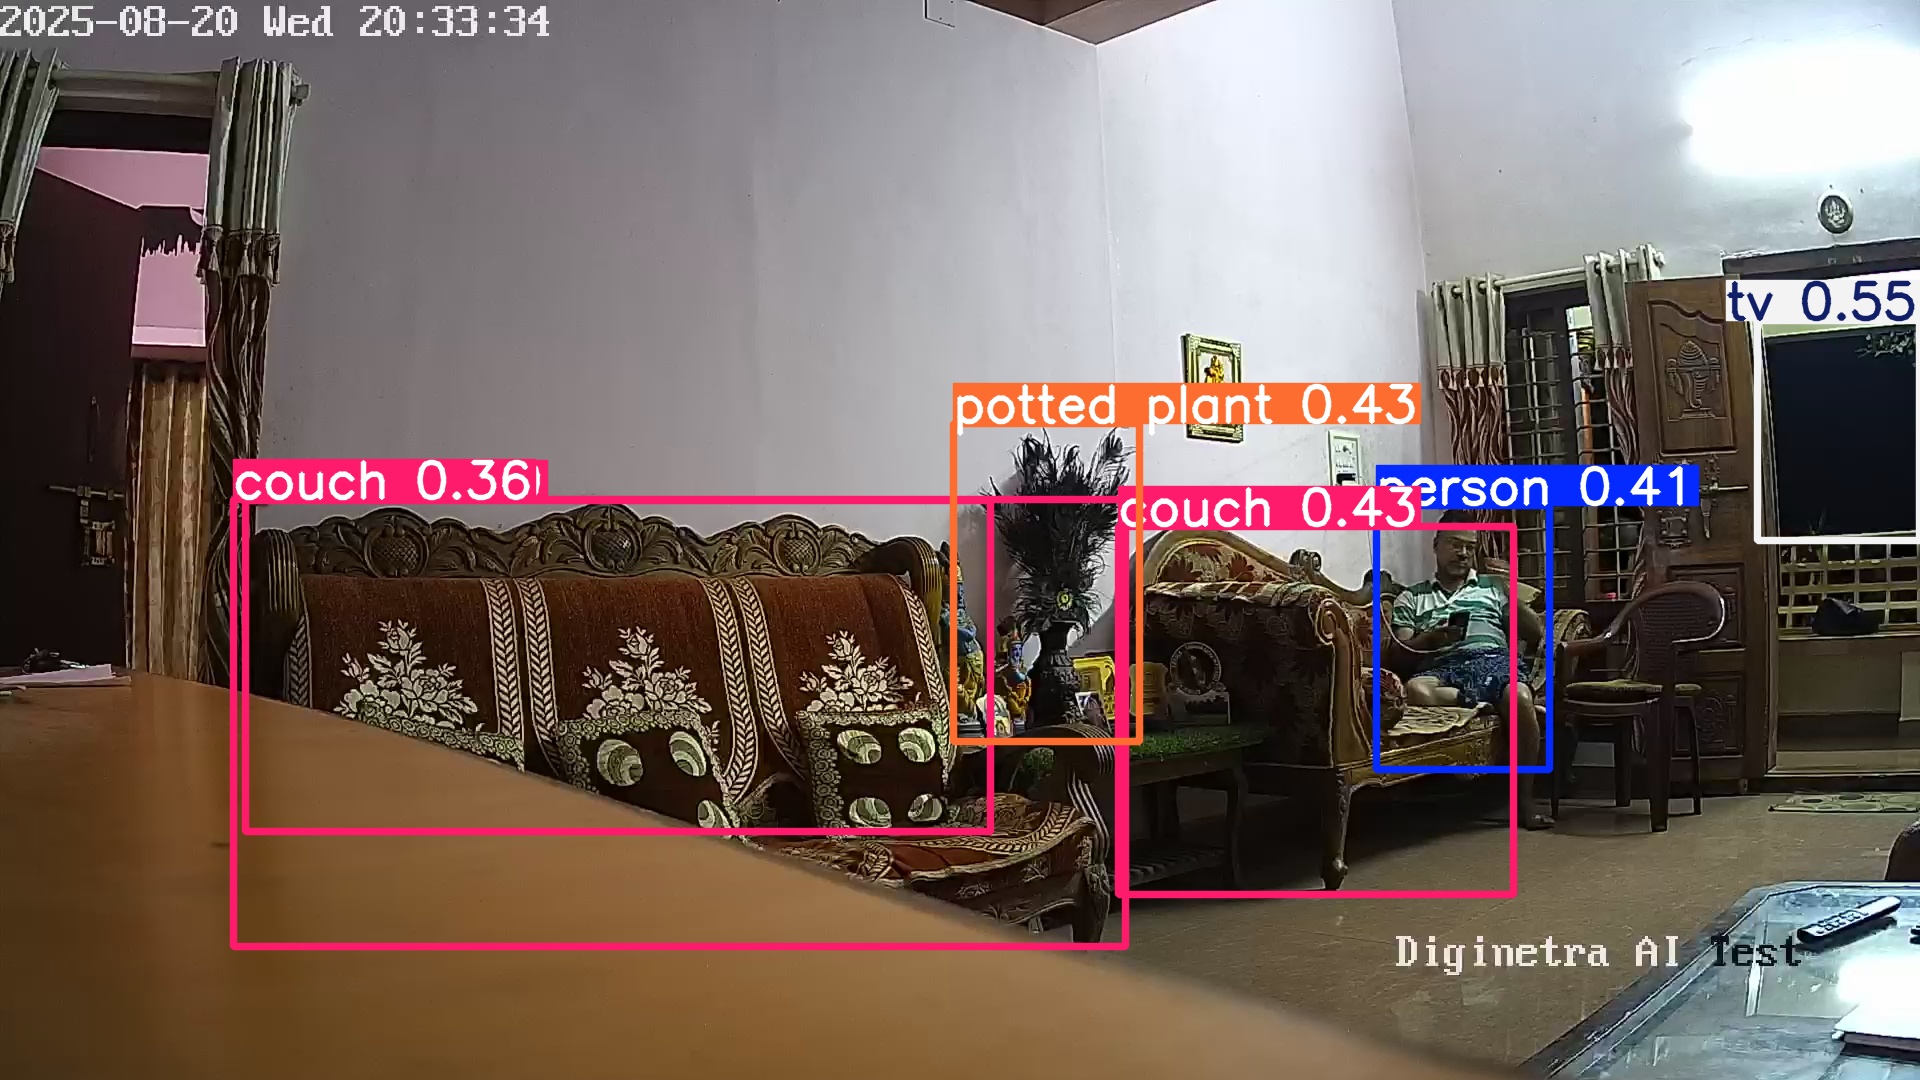 2025-08-20 Wed 20:33:34
tv 0.55
potted plant 0.43
couch 0.36
person 0.41
couch 0.43
Diginetra AI Test